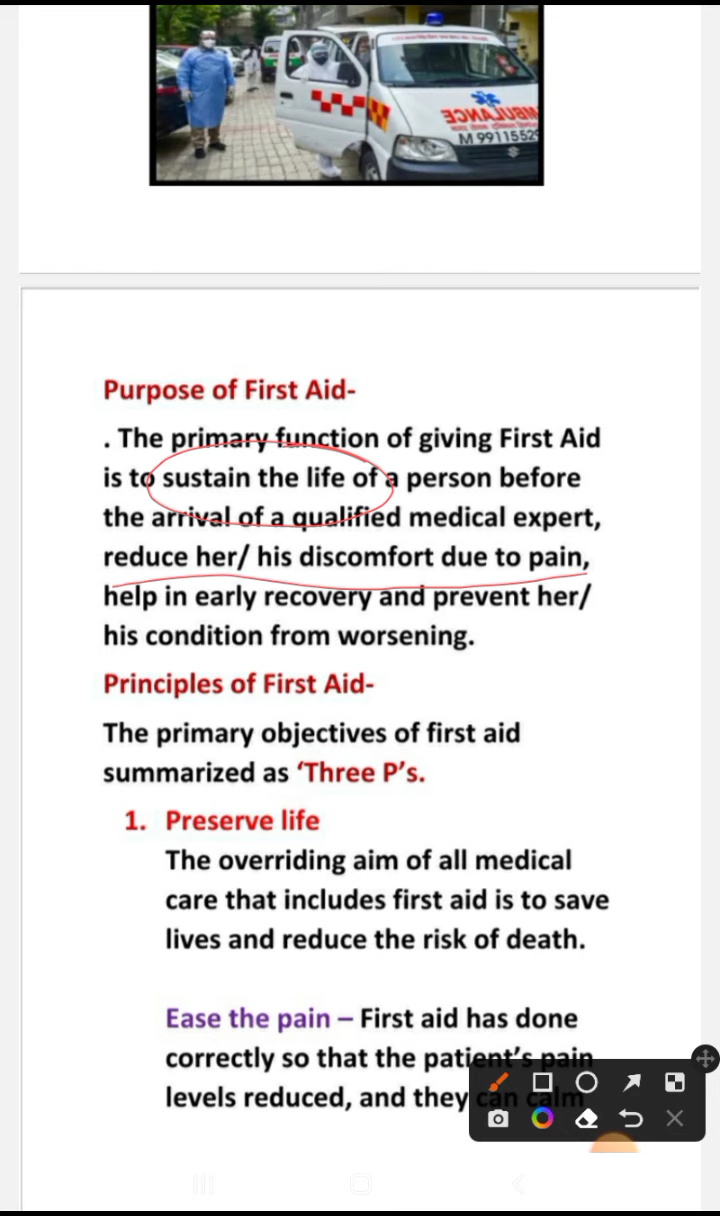 AMBULANCE
M 99115529
Purpose of First Aid-
. The primary function of giving First Aid
is to sustain the life of a person before
the arrival of a qualified medical expert,
reduce her/ his discomfort due to pain,
help in early recovery and prevent her/
his condition from worsening.
Principles of First Aid-
The primary objectives of first aid
summarized as ‘Three P’s.
1. Preserve life
The overriding aim of all medical
care that includes first aid is to save
lives and reduce the risk of death.
Ease the pain – First aid has done
correctly so that the patient’s pain
levels reduced, and they can calm